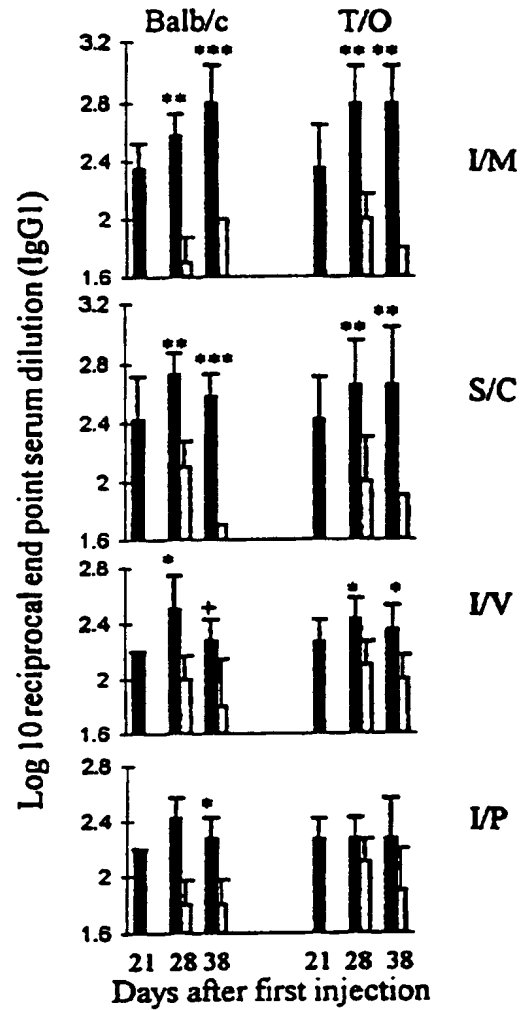 Balb/c T/O
Log 10 reciprocal end point serum dilution (IgG1)
3.2
2.8
2.4
2
1.6
** *** ** **
I/M
3.2
2.8
2.4
2
1.6
** *** ** **
S/C
2.8
2.4
2
1.6
* + * *
I/V
2.8
2.4
2
1.6
*
I/P
21 28 38 21 28 38
Days after first injection